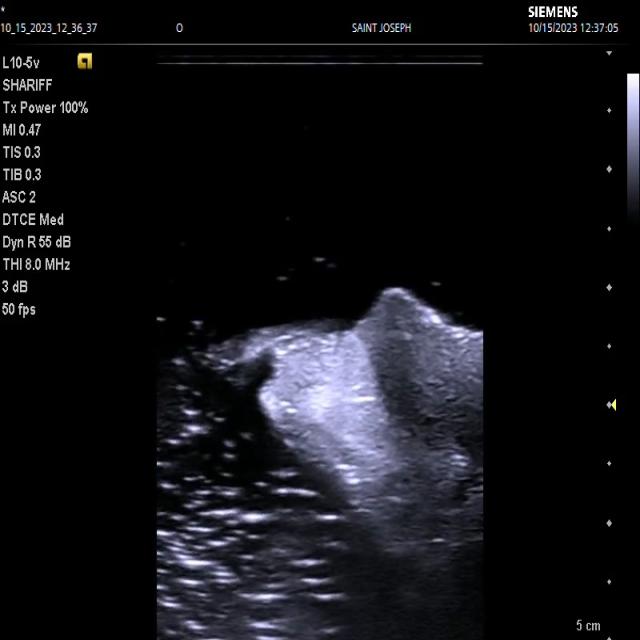 *
SIEMENS
10_15_2023_12_36_37 O SAINT JOSEPH 10/15/2023 12:37:05
L10-5v
SHARIFF
Tx Power 100%
MI 0.47
TIS 0.3
TIB 0.3
ASC 2
DTCE Med
Dyn R 55 dB
THI 8.0 MHz
3 dB
50 fps
5 cm